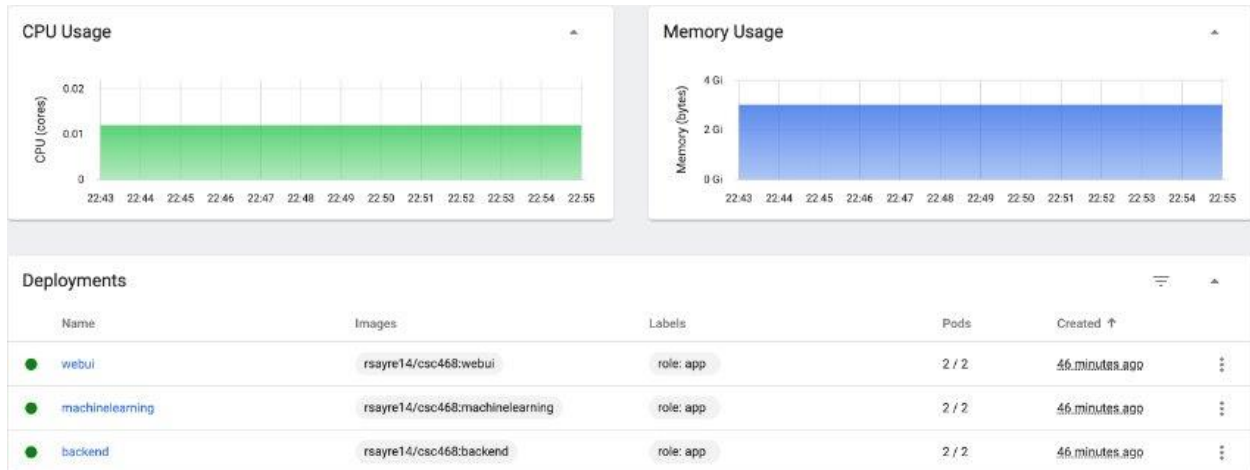 CPU Usage
CPU (cores)
0.02
0.01
0
22:43 22:44 22:45 22:46 22:47 22:48 22:49 22:50 22:51 22:52 22:53 22:54 22:55
Memory Usage
Memory (bytes)
4 Gi
2 Gi
0 Gi
22:43 22:44 22:45 22:46 22:47 22:48 22:49 22:50 22:51 22:52 22:53 22:54 22:55
Deployments
Name Images Labels Pods Created ↑
webui rsayre14/csc468:webui role: app 2 / 2 46 minutes ago
machinelearning rsayre14/csc468:machinelearning role: app 2 / 2 46 minutes ago
backend rsayre14/csc468:backend role: app 2 / 2 46 minutes ago